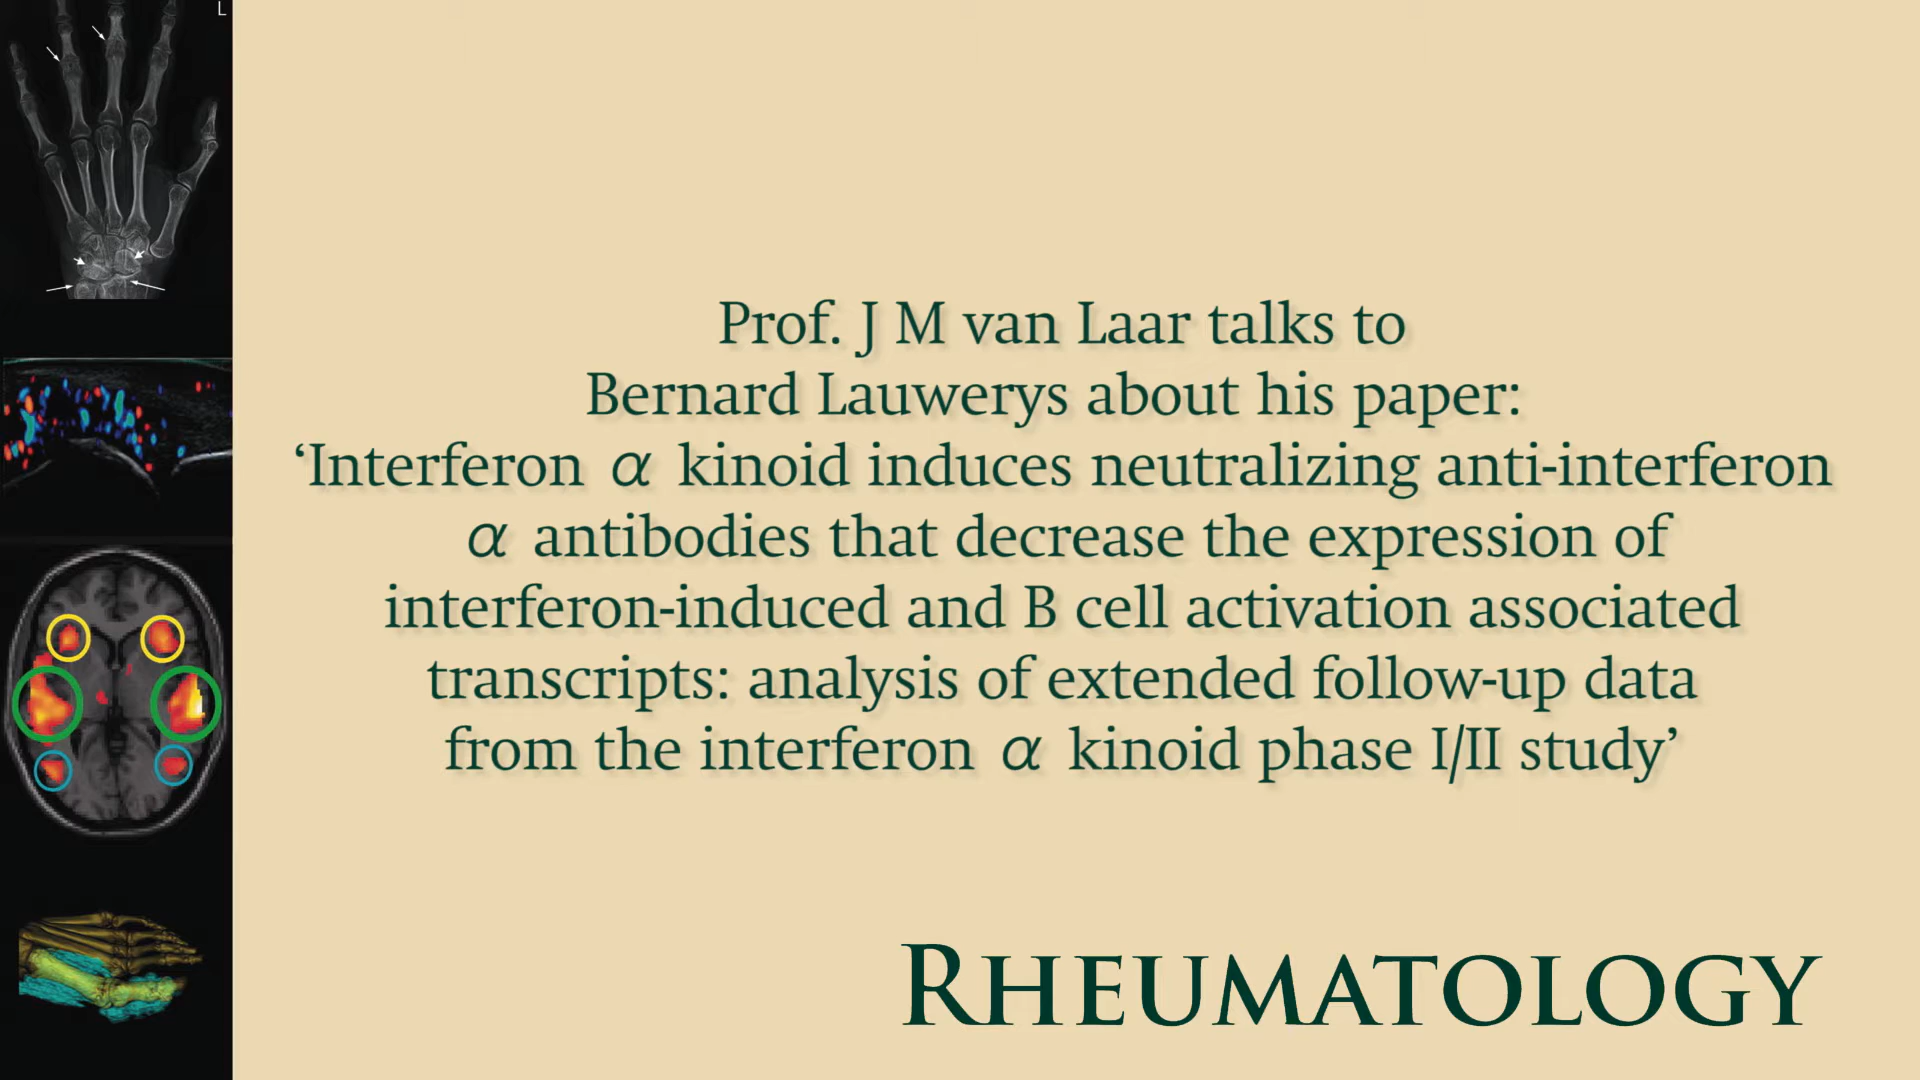 L
Prof. J M van Laar talks to
Bernard Lauwerys about his paper:
‘Interferon α kinoid induces neutralizing anti-interferon
α antibodies that decrease the expression of
interferon-induced and B cell activation associated
transcripts: analysis of extended follow-up data
from the interferon α kinoid phase I/II study’
RHEUMATOLOGY